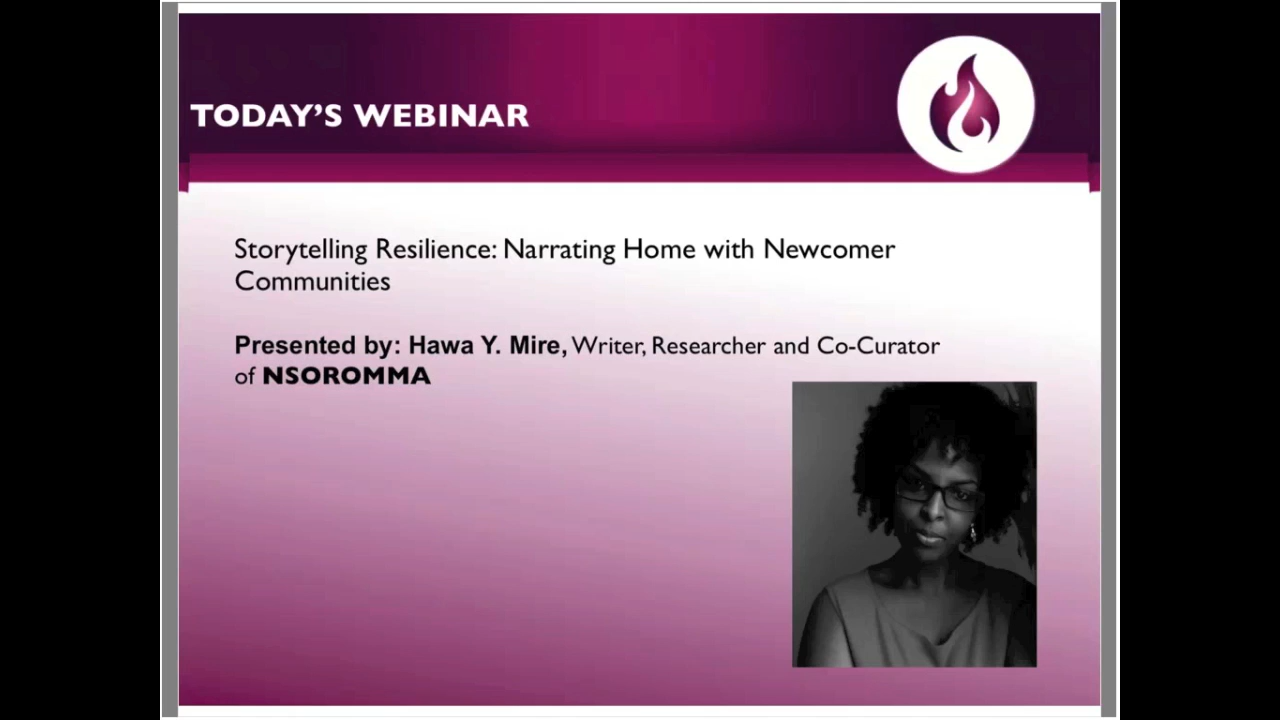 TODAY’S WEBINAR
Storytelling Resilience: Narrating Home with Newcomer
Communities
Presented by: Hawa Y. Mire, Writer, Researcher and Co-Curator
of NSOROMMA